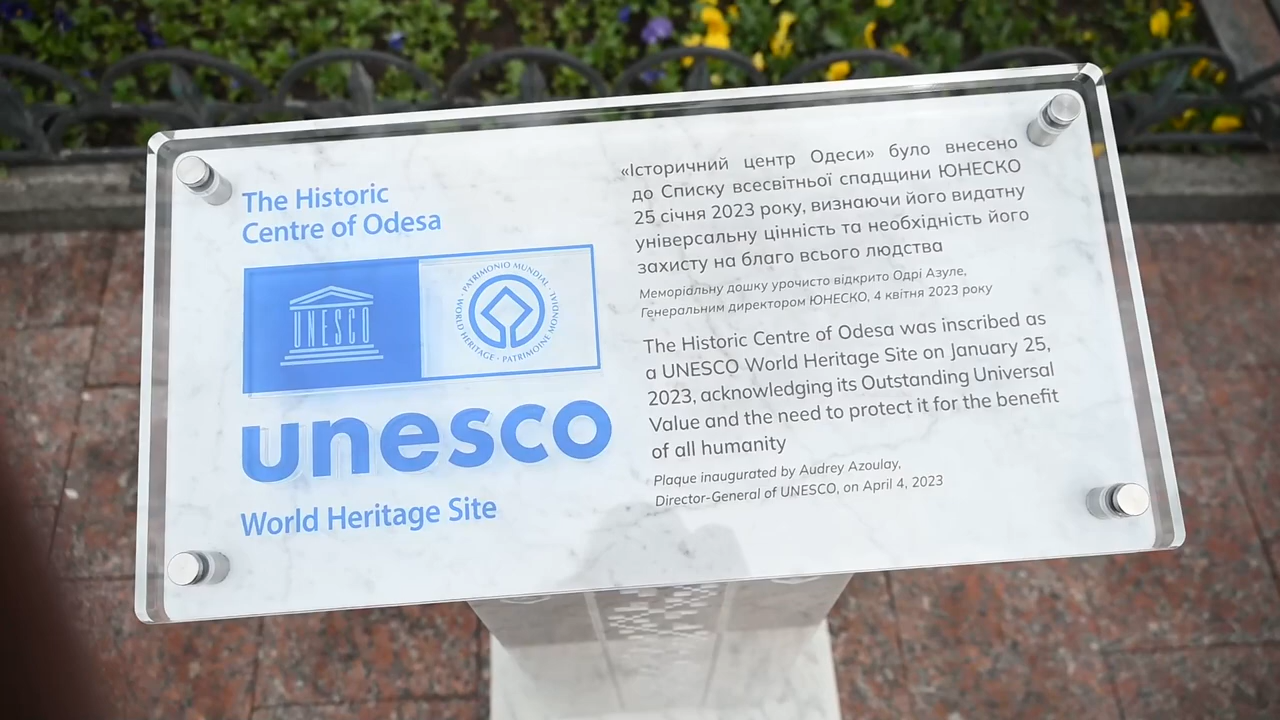 The Historic
Centre of Odesa
UNESCO
WORLD HERITAGE · PATRIMONIO MUNDIAL · PATRIMOINE MONDIAL ·
unesco
World Heritage Site
«Історичний центр Одеси» було внесено
до Списку всесвітньої спадщини ЮНЕСКО
25 січня 2023 року, визнаючи його видатну
універсальну цінність та необхідність його
захисту на благо всього людства
Меморіальну дошку урочисто відкрито Одрі Азуле,
Генеральним директором ЮНЕСКО, 4 квітня 2023 року
The Historic Centre of Odesa was inscribed as
a UNESCO World Heritage Site on January 25,
2023, acknowledging its Outstanding Universal
Value and the need to protect it for the benefit
of all humanity
Plaque inaugurated by Audrey Azoulay,
Director-General of UNESCO, on April 4, 2023